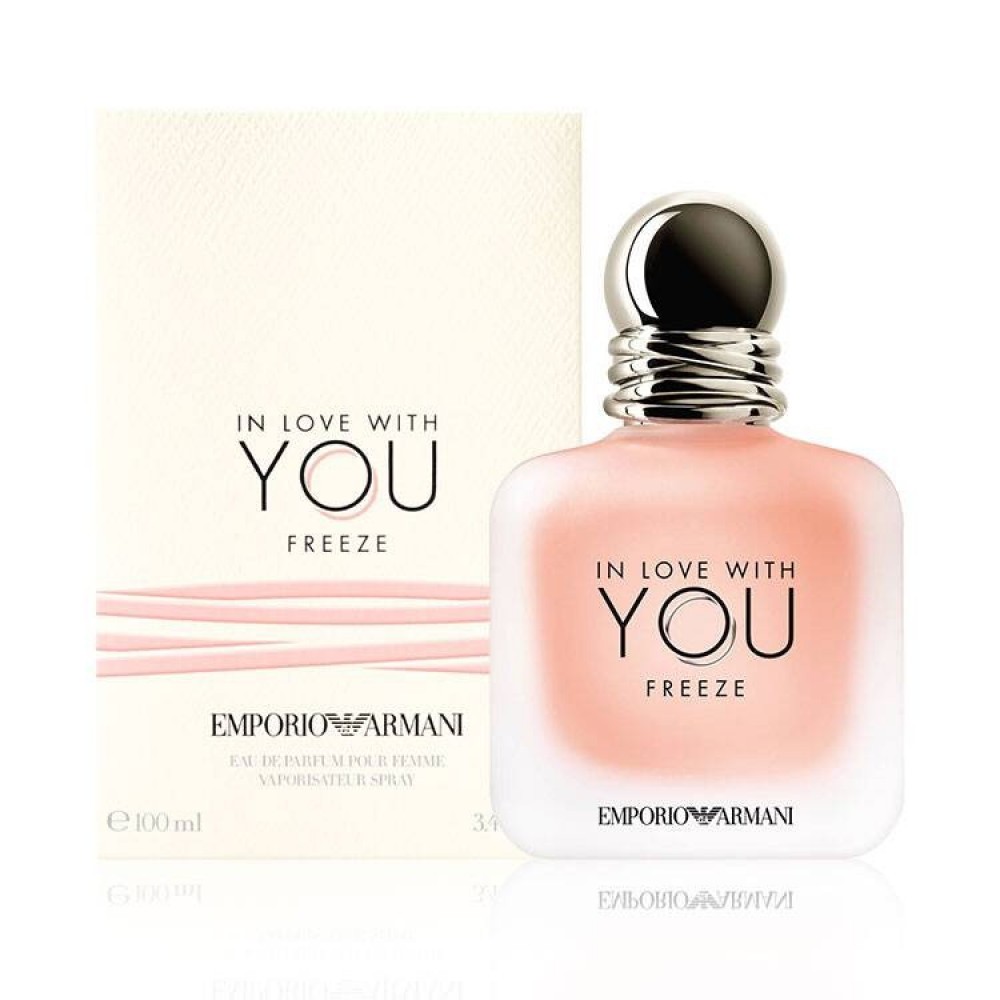 IN LOVE WITH
YOU
FREEZE
EMPORIO ARMANI
EAU DE PARFUM POUR FEMME
VAPORISATEUR SPRAY
e 100 ml
IN LOVE WITH
YOU
FREEZE
EMPORIO ARMANI